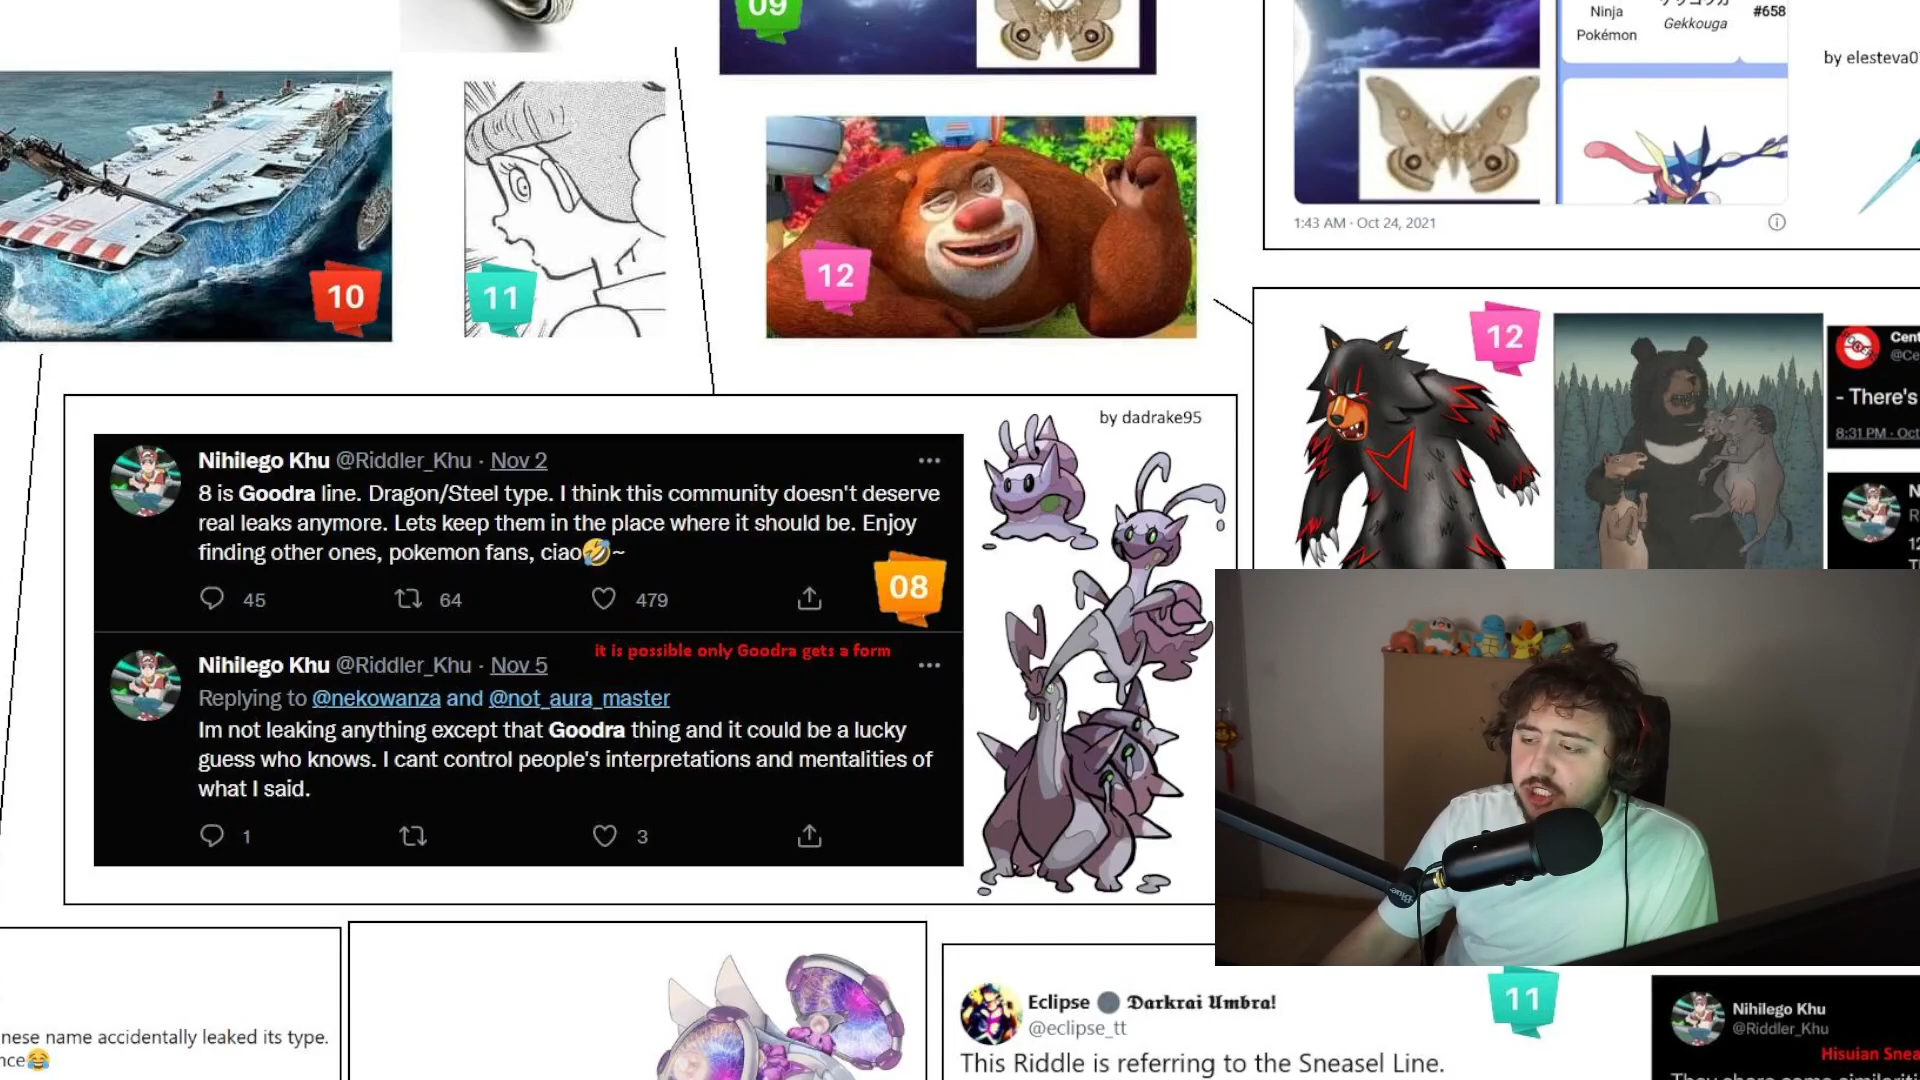 09
Ninja
Pokémon
Gekkouga
#658
by elesteva0
1:43 AM · Oct 24, 2021
10
11
12
12
- There's
8:31 PM · Oct
by dadrake95
Nihilego Khu @Riddler_Khu · Nov 2
8 is Goodra line. Dragon/Steel type. I think this community doesn't deserve
real leaks anymore. Lets keep them in the place where it should be. Enjoy
finding other ones, pokemon fans, ciao🤣~
45 64 479
08
it is possible only Goodra gets a form
Nihilego Khu @Riddler_Khu · Nov 5
Replying to @nekowanza and @not_aura_master
Im not leaking anything except that Goodra thing and it could be a lucky
guess who knows. I cant control people's interpretations and mentalities of
what I said.
1 3
nese name accidentally leaked its type.
nce😂
Eclipse 🌑 Darkrai Umbra!
@eclipse_tt
This Riddle is referring to the Sneasel Line.
11
Nihilego Khu
@Riddler_Khu
Hisuian Snea